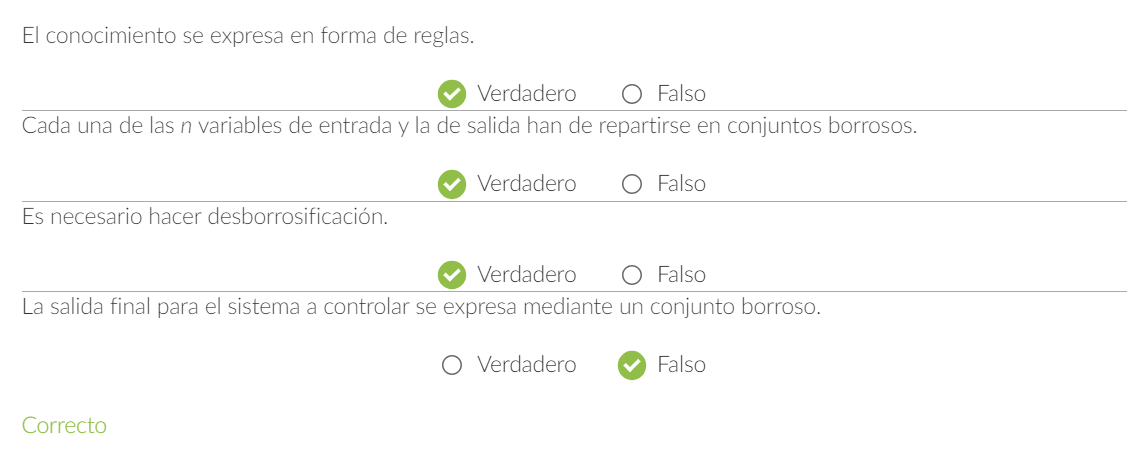 El conocimiento se expresa en forma de reglas.
Verdadero Falso
Cada una de las n variables de entrada y la de salida han de repartirse en conjuntos borrosos.
Verdadero Falso
Es necesario hacer desborrosificación.
Verdadero Falso
La salida final para el sistema a controlar se expresa mediante un conjunto borroso.
Verdadero Falso
Correcto